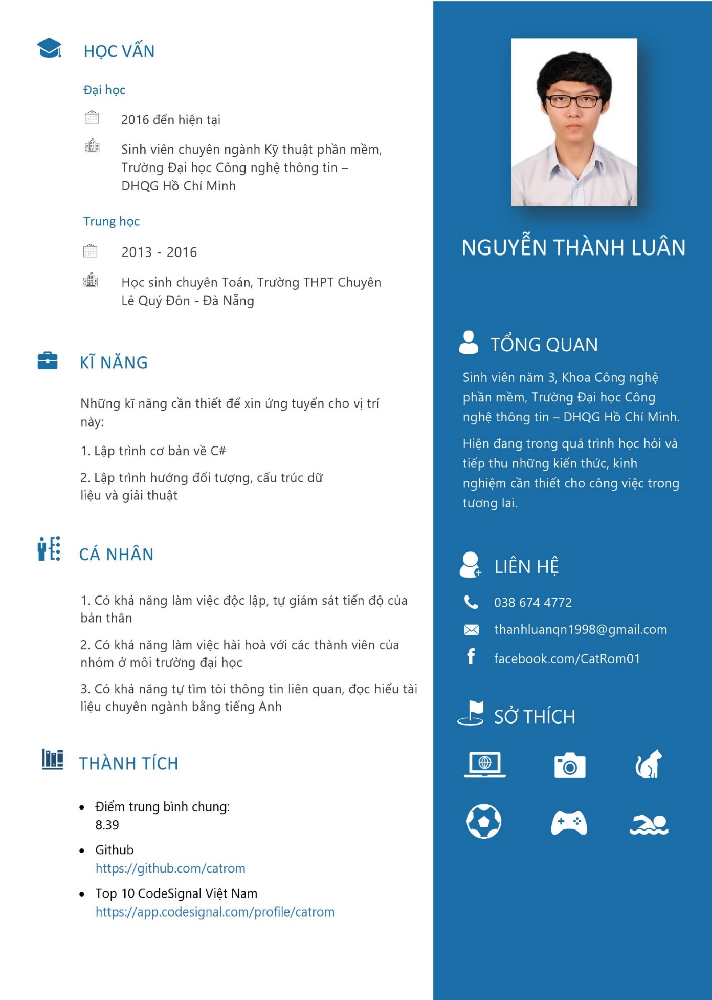 HỌC VẤN
Đại học
2016 đến hiện tại
Sinh viên chuyên ngành Kỹ thuật phần mềm,
Trường Đại học Công nghệ thông tin –
DHQG Hồ Chí Minh
Trung học
2013 - 2016
Học sinh chuyên Toán, Trường THPT Chuyên
Lê Quý Đôn - Đà Nẵng
KĨ NĂNG
Những kĩ năng cần thiết để xin ứng tuyển cho vị trí
này:
1. Lập trình cơ bản về C#
2. Lập trình hướng đối tượng, cấu trúc dữ
liệu và giải thuật
CÁ NHÂN
1. Có khả năng làm việc độc lập, tự giám sát tiến độ của
bản thân
2. Có khả năng làm việc hài hoà với các thành viên của
nhóm ở môi trường đại học
3. Có khả năng tự tìm tòi thông tin liên quan, đọc hiểu tài
liệu chuyên ngành bằng tiếng Anh
THÀNH TÍCH
• Điểm trung bình chung:
8.39
• Github
https://github.com/catrom
• Top 10 CodeSignal Việt Nam
https://app.codesignal.com/profile/catrom
NGUYỄN THÀNH LUÂN
TỔNG QUAN
Sinh viên năm 3, Khoa Công nghệ
phần mềm, Trường Đại học Công
nghệ thông tin – DHQG Hồ Chí Minh.
Hiện đang trong quá trình học hỏi và
tiếp thu những kiến thức, kinh
nghiệm cần thiết cho công việc trong
tương lai.
LIÊN HỆ
038 674 4772
thanhluanqn1998@gmail.com
facebook.com/CatRom01
SỞ THÍCH